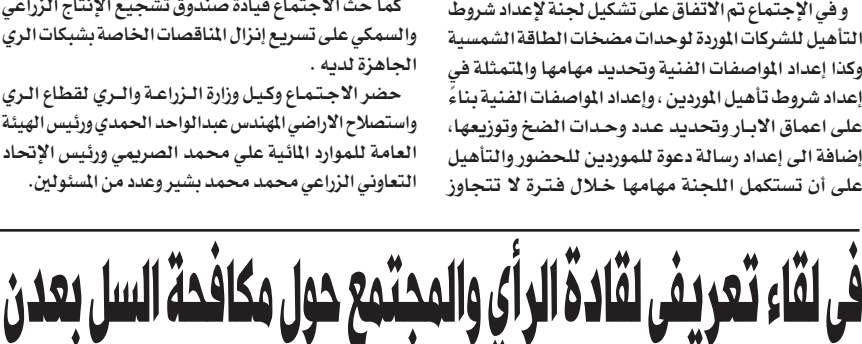 و في الإجتماع تم الاتفاق على تشكيل لجنة لإعداد شروط
التأهيل للشركات الموردة لوحدات مضخات الطاقة الشمسية
وكذا إعداد المواصفات الفنية وتحديد مهامها والمتمثلة في
إعداد شروط تأهيل الموردين ، وإعداد المواصفات الفنية بناءً
على اعماق الابار وتحديد عدد وحدات الضخ وتوزيعها،
إضافة الى إعداد رسالة دعوة للموردين للحضور والتأهيل
على أن تستكمل اللجنة مهامها خلال فترة لا تتجاوز
كما حث الاجتماع قيادة صندوق تشجيع الإنتاج الزراعي
والسمكي على تسريع إنزال المناقصات الخاصة بشبكات الري
الجاهزة لديه .
حضر الاجتماع وكيل وزارة الزراعة والري لقطاع الري
واستصلاح الاراضي المهندس عبدالواحد الحمدي ورئيس الهيئة
العامة للموارد المائية علي محمد الصريمي ورئيس الإتحاد
التعاوني الزراعي محمد محمد بشير وعدد من المسئولين.
في لقاء تعريفي لقادة الرأي والمجتمع حول مكافحة السل بعدن